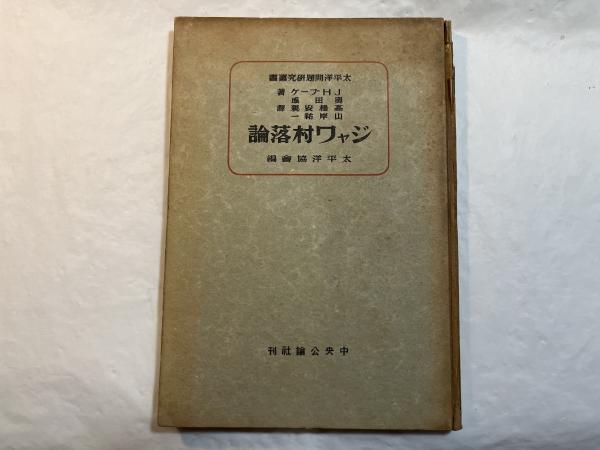 太平洋問題研究叢書
JHブーケ著
奥田彧
高橋安親譯
山岸祐一
ジャワ村落論
太平洋協會編
中央公論社刊